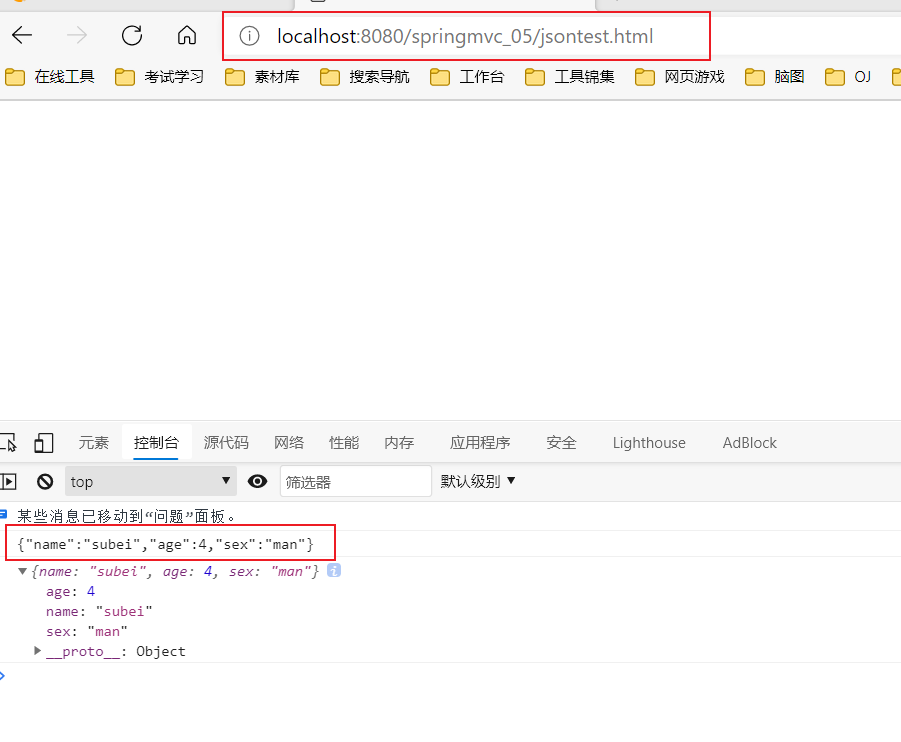 localhost:8080/springmvc_05/jsontest.html
在线工具 考试学习 素材库 搜索导航 工作台 工具锦集 网页游戏 脑图 OJ
元素 控制台 源代码 网络 性能 内存 应用程序 安全 Lighthouse AdBlock
top ▼ 筛选器 默认级别 ▼
某些消息已移动到“问题”面板。
{"name":"subei","age":4,"sex":"man"}
▼{name: "subei", age: 4, sex: "man"} i
age: 4
name: "subei"
sex: "man"
▶__proto__: Object